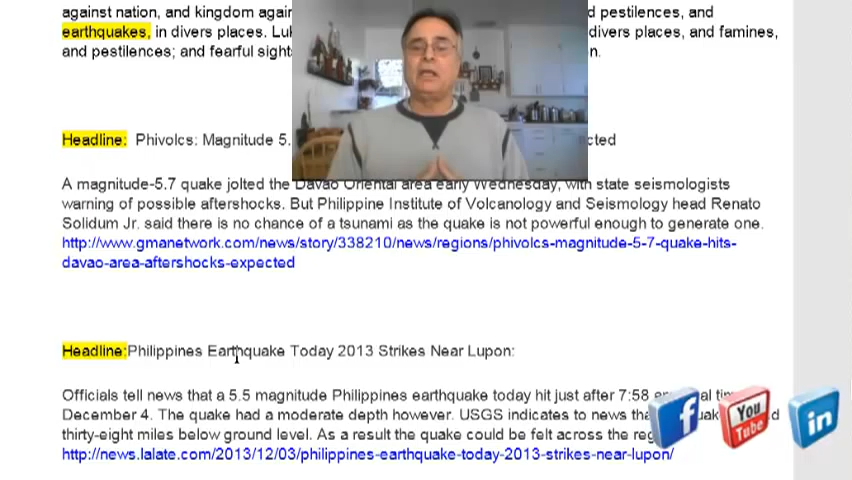 against nation, and kingdom again d pestilences, and
earthquakes, in divers places. Luk divers places, and famines,
and pestilences; and fearful sight n.
Headline: Phivolcs: Magnitude 5. cted
A magnitude-5.7 quake jolted the Davao Oriental area early Wednesday, with state seismologists
warning of possible aftershocks. But Philippine Institute of Volcanology and Seismology head Renato
Solidum Jr. said there is no chance of a tsunami as the quake is not powerful enough to generate one.
http://www.gmanetwork.com/news/story/338210/news/regions/phivolcs-magnitude-5-7-quake-hits-
davao-area-aftershocks-expected
Headline:Philippines Earthquake Today 2013 Strikes Near Lupon:
Officials tell news that a 5.5 magnitude Philippines earthquake today hit just after 7:58 al
December 4. The quake had a moderate depth however. USGS indicates to news
thirty-eight miles below ground level. As a result the quake could be felt across the
http://news.lalate.com/2013/12/03/philippines-earthquake-today-2013-strikes-near-lupon/
f
You
Tube
in